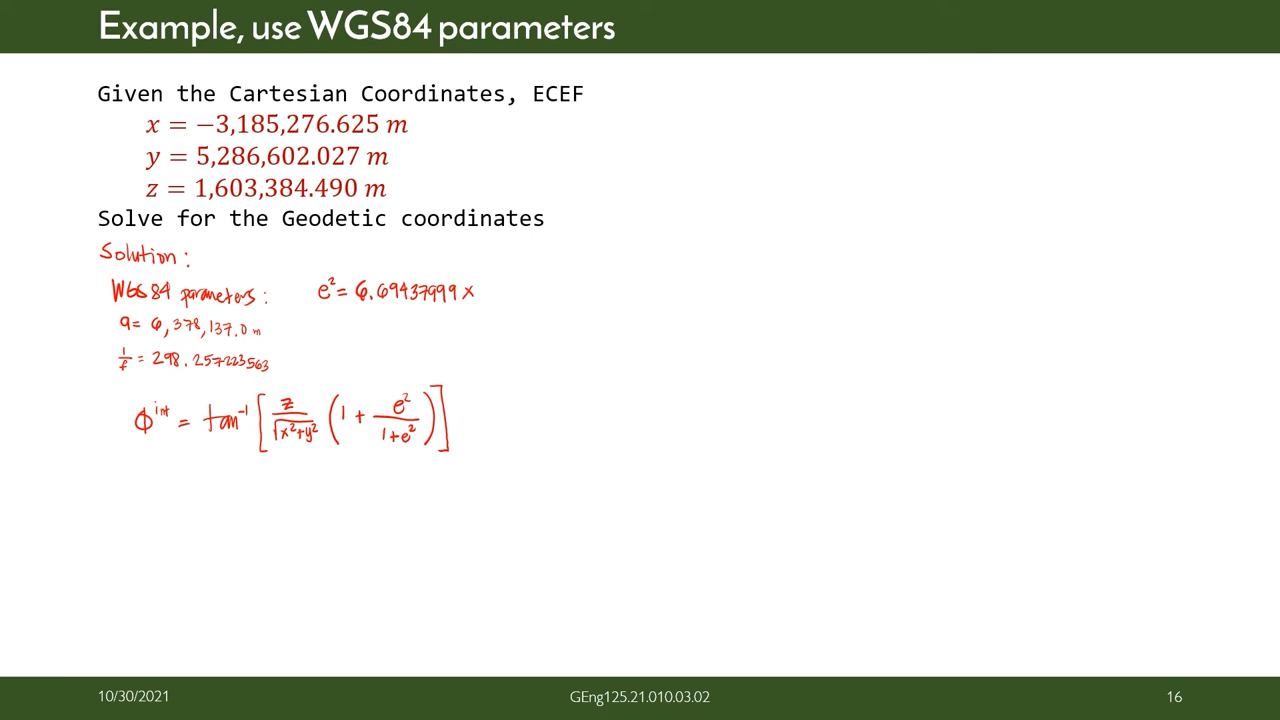 Example, use WGS84 parameters
Given the Cartesian Coordinates, ECEF
x = −3,185,276.625 m
y = 5,286,602.027 m
z = 1,603,384.490 m
Solve for the Geodetic coordinates
Solution:
WGS84 parameters: e² = 6.69437999 x
a = 6,378,137.0 m
1/f = 298.257223563
ϕ^int = tan⁻¹ [ z/√(x²+y²) ( 1 + e²/(1+e²) ) ]
10/30/2021 GEng125.21.010.03.02 16